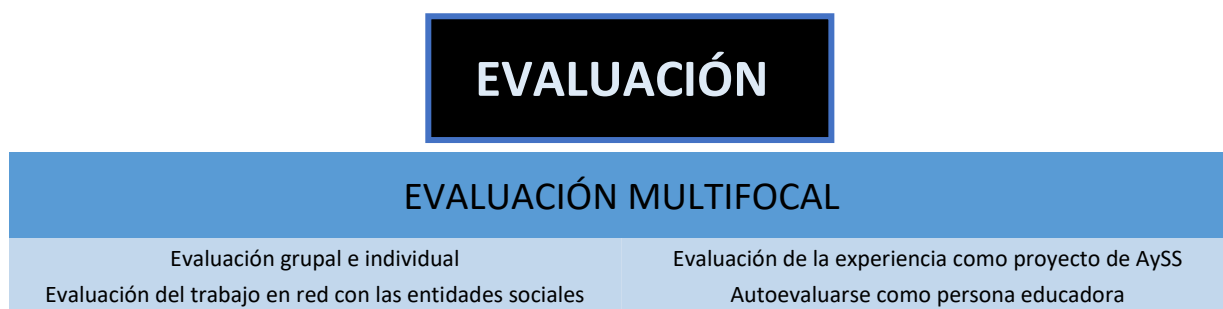 EVALUACIÓN
EVALUACIÓN MULTIFOCAL
Evaluación grupal e individual
Evaluación del trabajo en red con las entidades sociales
Evaluación de la experiencia como proyecto de AySS
Autoevaluarse como persona educadora